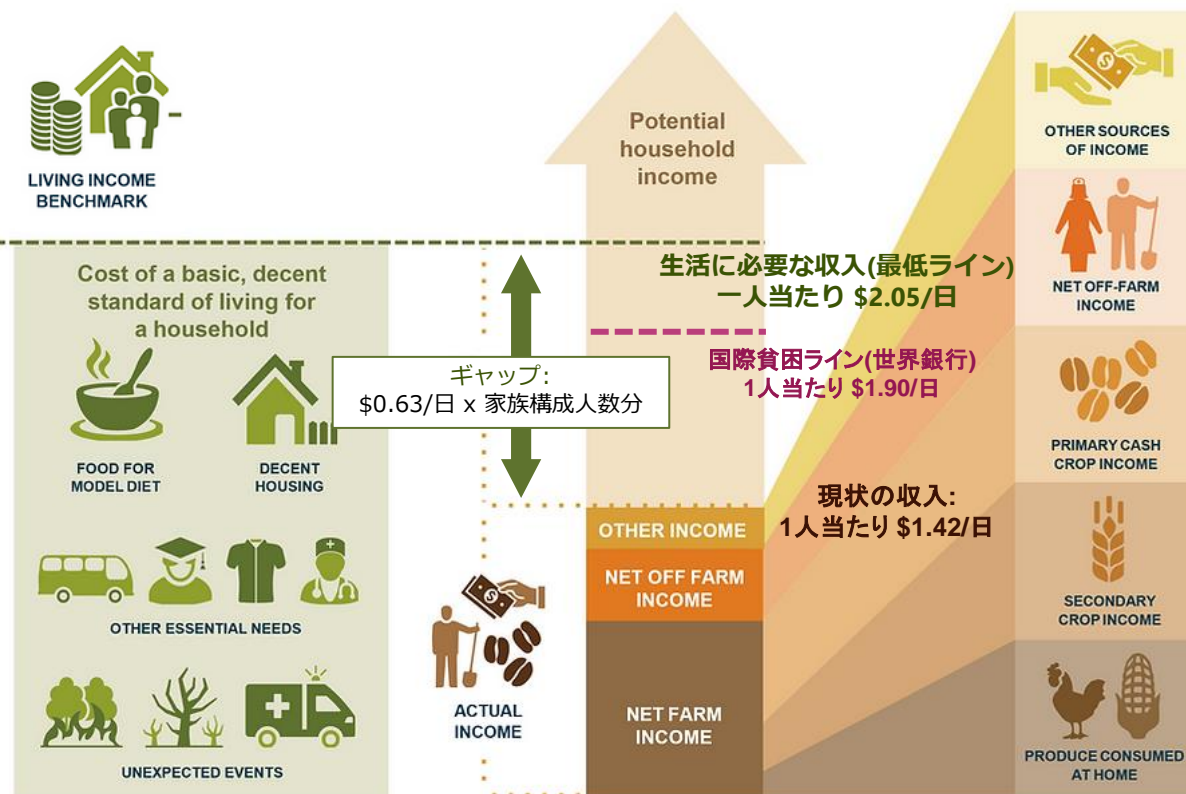 LIVING INCOME
BENCHMARK
Cost of a basic, decent
standard of living for
a household
FOOD FOR
MODEL DIET
DECENT
HOUSING
OTHER ESSENTIAL NEEDS
UNEXPECTED EVENTS
ギャップ:
$0.63/日 x 家族構成人数分
ACTUAL
INCOME
Potential
household
income
生活に必要な収入(最低ライン)
一人当たり $2.05/日
国際貧困ライン(世界銀行)
1人当たり $1.90/日
現状の収入:
1人当たり $1.42/日
OTHER INCOME
NET OFF FARM
INCOME
NET FARM
INCOME
OTHER SOURCES
OF INCOME
NET OFF-FARM
INCOME
PRIMARY CASH
CROP INCOME
SECONDARY
CROP INCOME
PRODUCE CONSUMED
AT HOME